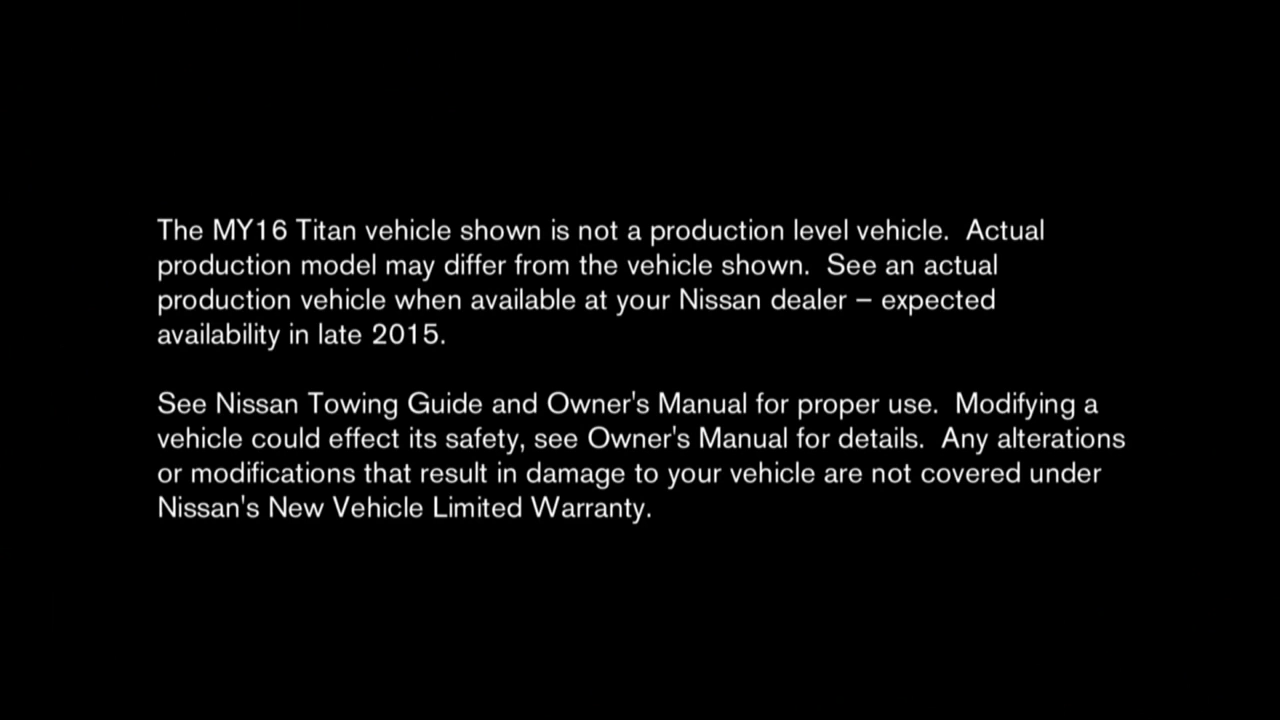 The MY16 Titan vehicle shown is not a production level vehicle.  Actual
production model may differ from the vehicle shown.  See an actual
production vehicle when available at your Nissan dealer – expected
availability in late 2015.
See Nissan Towing Guide and Owner's Manual for proper use.  Modifying a
vehicle could effect its safety, see Owner's Manual for details.  Any alterations
or modifications that result in damage to your vehicle are not covered under
Nissan's New Vehicle Limited Warranty.